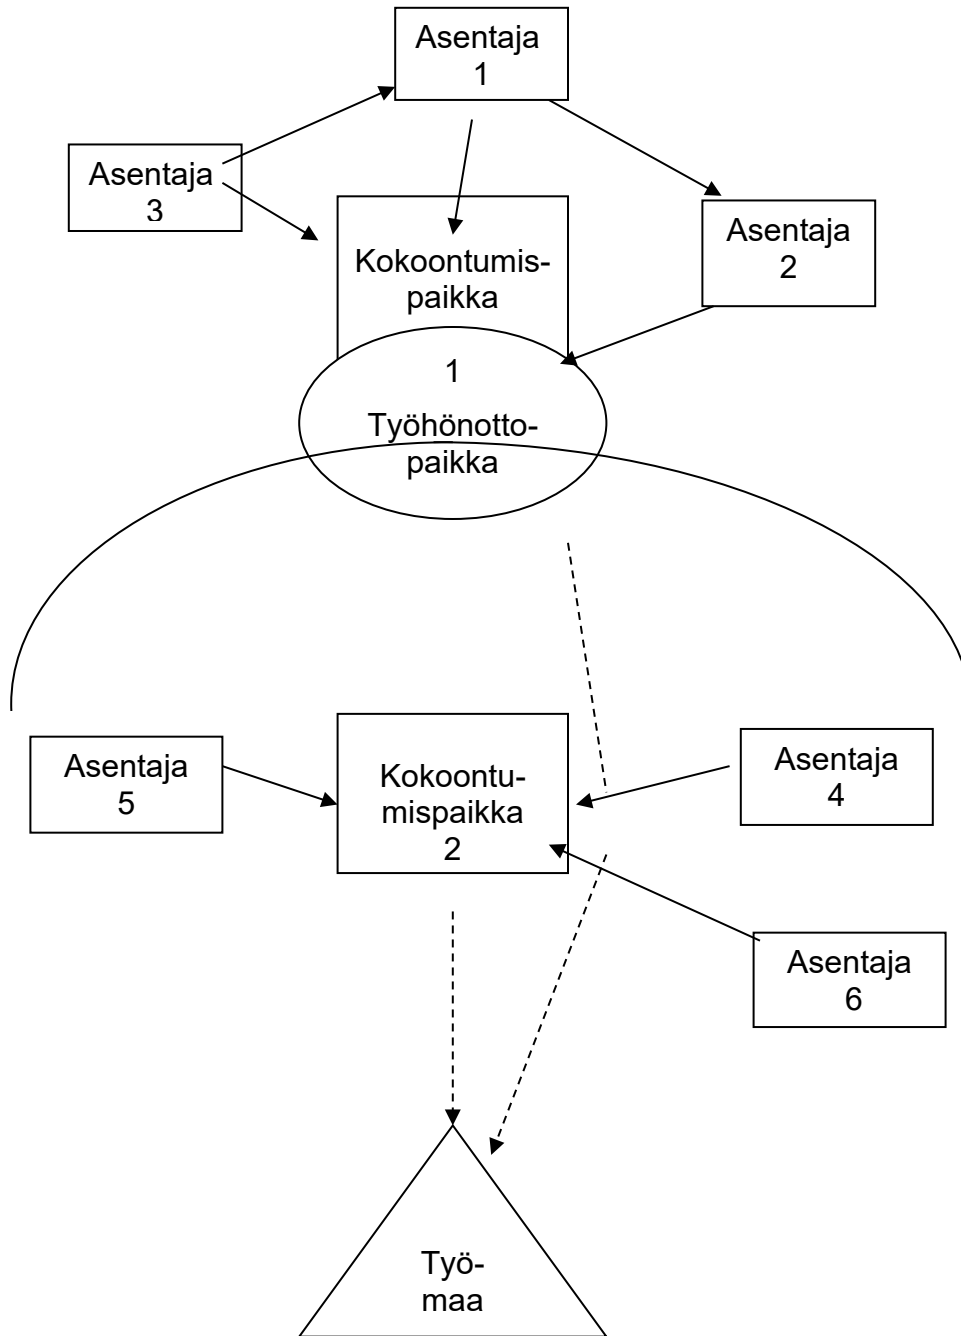 Asentaja
1
Asentaja
3
Asentaja
2
Kokoontumis-
paikka
1
Työhönotto-
paikka
Asentaja
5
Kokoontu-
mispaikka
2
Asentaja
4
Asentaja
6
Työ-
maa